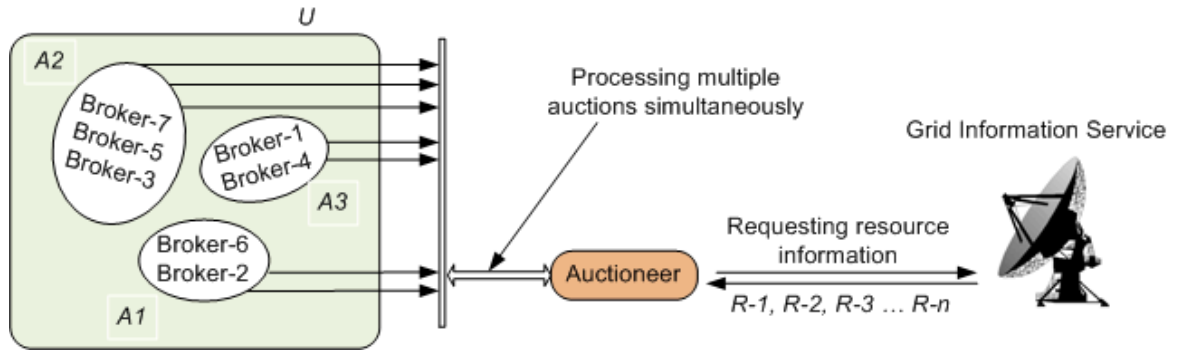 U
A2
Broker-7
Broker-5
Broker-3
Broker-1
Broker-4
A3
Broker-6
Broker-2
A1
Processing multiple
auctions simultaneously
Auctioneer
Grid Information Service
Requesting resource
information
R-1, R-2, R-3 ... R-n